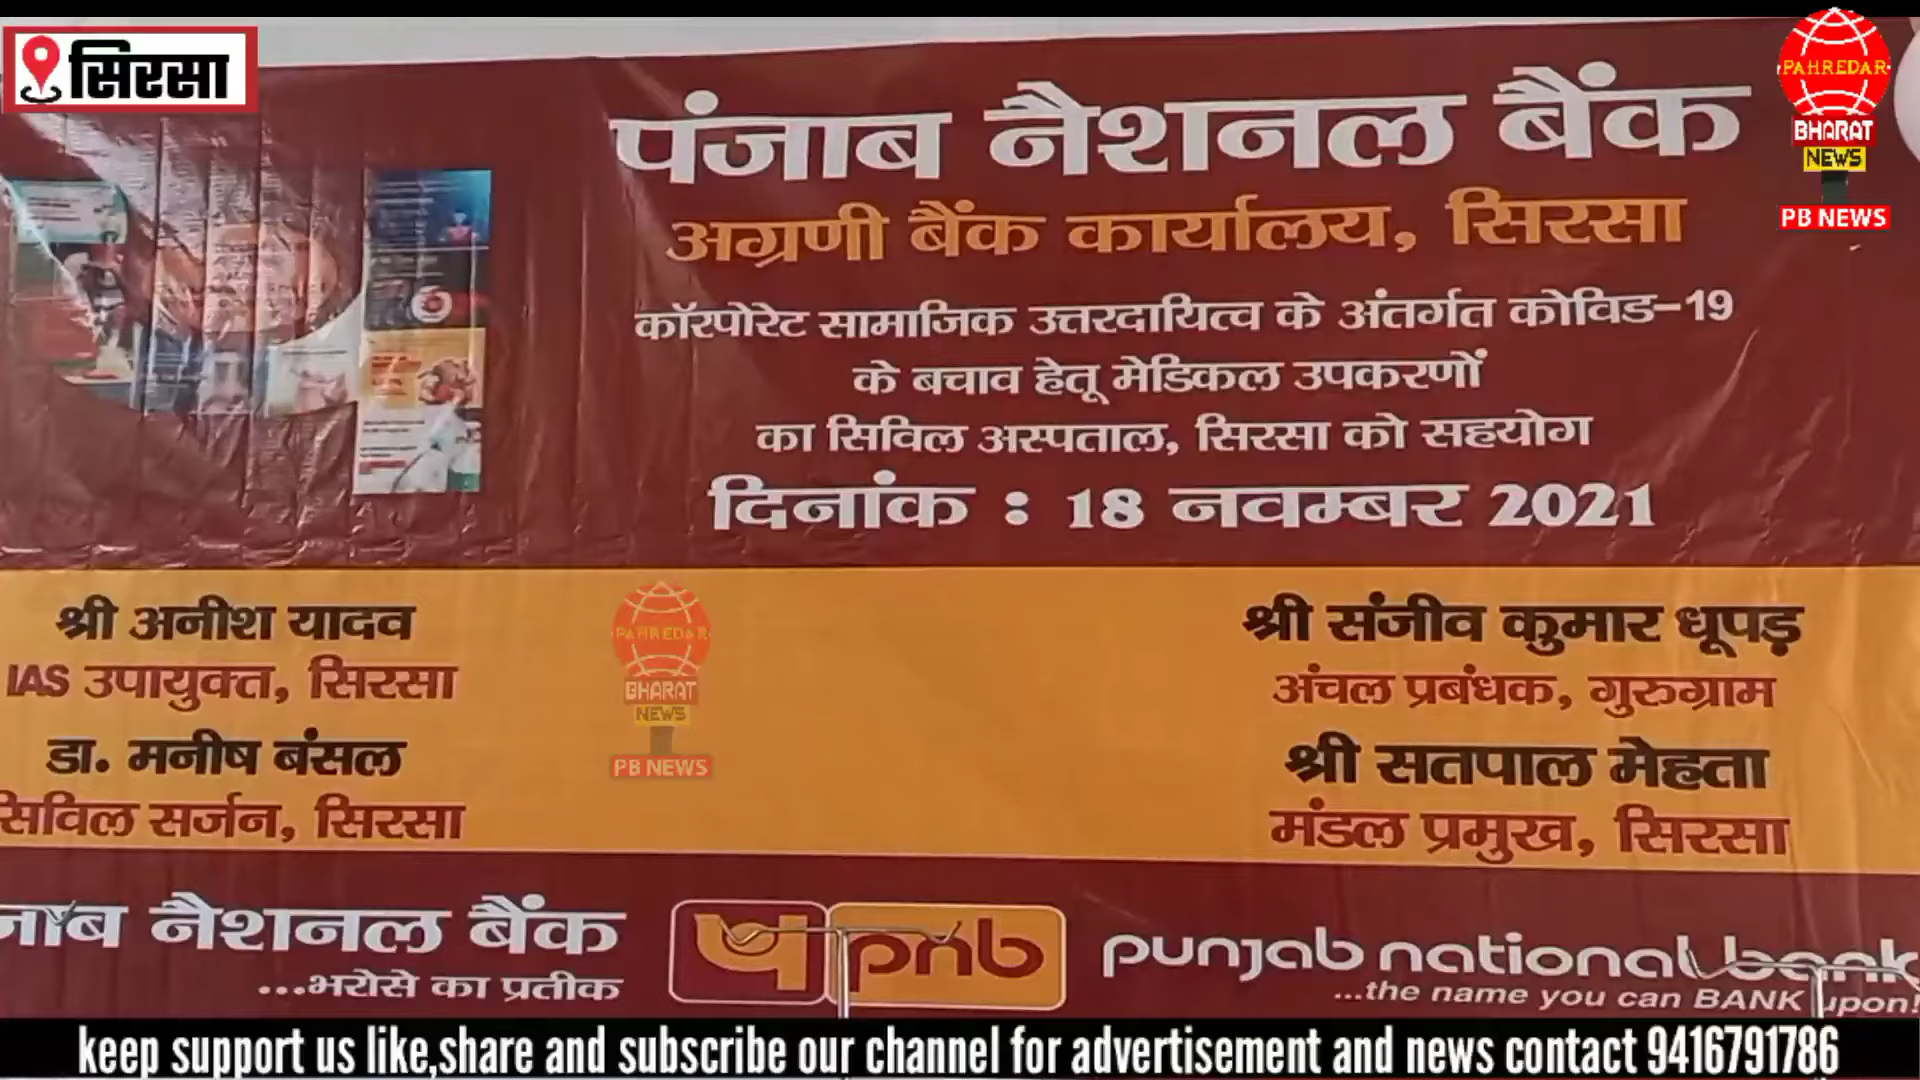 सिरसा
PAHREDAR
BHARAT
NEWS
PB NEWS
पंजाब नैशनल बैंक
अग्रणी बैंक कार्यालय, सिरसा
कॉरपोरेट सामाजिक उत्तरदायित्व के अंतर्गत कोविड-19
के बचाव हेतू मेडिकल उपकरणों
का सिविल अस्पताल, सिरसा को सहयोग
दिनांक : 18 नवम्बर 2021
श्री अनीश यादव
IAS उपायुक्त, सिरसा
डा. मनीष बंसल
सिविल सर्जन, सिरसा
PAHREDAR
BHARAT
NEWS
PB NEWS
श्री संजीव कुमार धूपड़
अंचल प्रबंधक, गुरुग्राम
श्री सतपाल मेहता
मंडल प्रमुख, सिरसा
नैशनल बैंक
...भरोसे का प्रतीक
pnb
punjab national bank
...the name you can BANK upon!
keep support us like,share and subscribe our channel for advertisement and news contact 9416791786